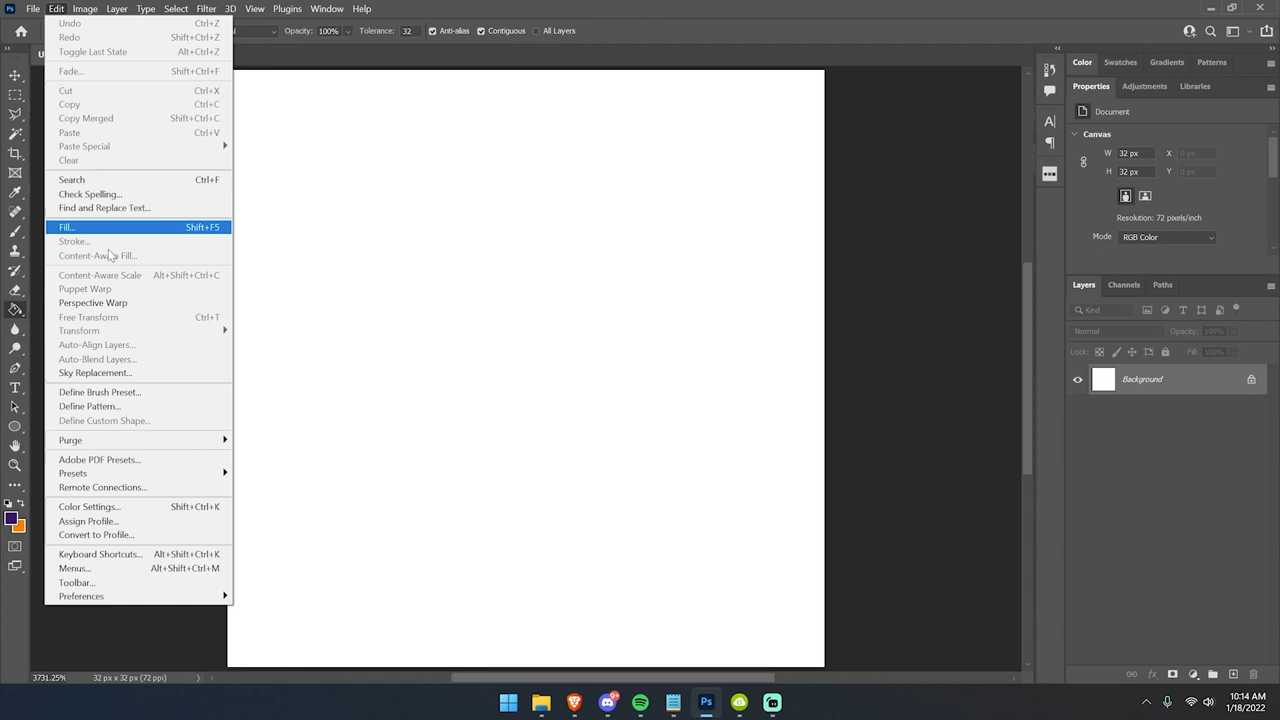 Ps File Edit Image Layer Type Select Filter 3D View Plugins Window Help
Opacity: 100% Tolerance: 32 Anti-alias Contiguous All Layers
Undo Ctrl+Z
Redo Shift+Ctrl+Z
Toggle Last State Alt+Ctrl+Z
Fade... Shift+Ctrl+F
Cut Ctrl+X
Copy Ctrl+C
Copy Merged Shift+Ctrl+C
Paste Ctrl+V
Paste Special
Clear
Search Ctrl+F
Check Spelling...
Find and Replace Text...
Fill... Shift+F5
Stroke...
Content-Aware Fill...
Content-Aware Scale Alt+Shift+Ctrl+C
Puppet Warp
Perspective Warp
Free Transform Ctrl+T
Transform
Auto-Align Layers...
Auto-Blend Layers...
Sky Replacement...
Define Brush Preset...
Define Pattern...
Define Custom Shape...
Purge
Adobe PDF Presets...
Presets
Remote Connections...
Color Settings... Shift+Ctrl+K
Assign Profile...
Convert to Profile...
Keyboard Shortcuts... Alt+Shift+Ctrl+K
Menus... Alt+Shift+Ctrl+M
Toolbar...
Preferences
Color Swatches Gradients Patterns
Properties Adjustments Libraries
Document
Canvas
W 32 px X 0 px
H 32 px Y 0 px
Resolution: 72 pixels/inch
Mode RGB Color
Layers Channels Paths
Kind
Normal Opacity: 100%
Lock: Fill: 100%
Background
3731.25% 32 px x 32 px (72 ppi)
Ps
10:14 AM
1/18/2022